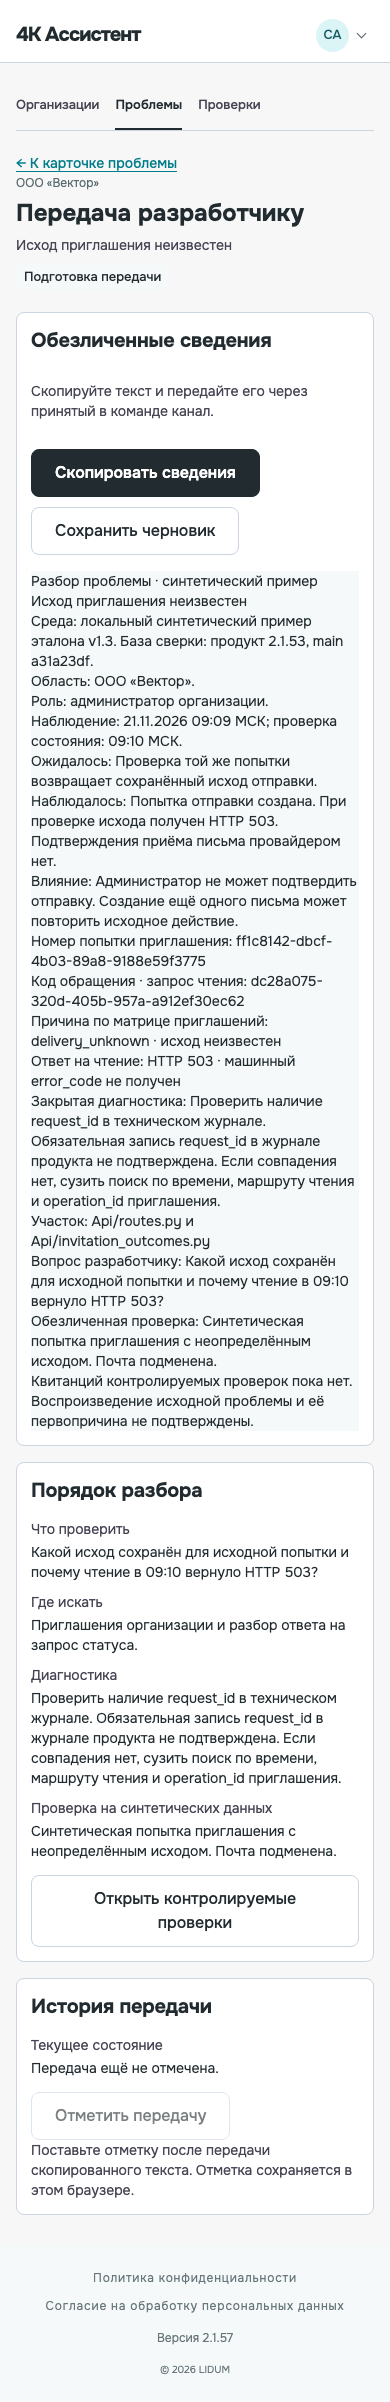 4К Ассистент
СА
Организации Проблемы Проверки
← К карточке проблемы
ООО «Вектор»
Передача разработчику
Исход приглашения неизвестен
Подготовка передачи
Обезличенные сведения
Скопируйте текст и передайте его через
принятый в команде канал.
Скопировать сведения
Сохранить черновик
Разбор проблемы · синтетический пример
Исход приглашения неизвестен
Среда: локальный синтетический пример
эталона v1.3. База сверки: продукт 2.1.53, main
a31a23df.
Область: ООО «Вектор».
Роль: администратор организации.
Наблюдение: 21.11.2026 09:09 МСК; проверка
состояния: 09:10 МСК.
Ожидалось: Проверка той же попытки
возвращает сохранённый исход отправки.
Наблюдалось: Попытка отправки создана. При
проверке исхода получен HTTP 503.
Подтверждения приёма письма провайдером
нет.
Влияние: Администратор не может подтвердить
отправку. Создание ещё одного письма может
повторить исходное действие.
Номер попытки приглашения: ff1c8142-dbcf-
4b03-89a8-9188e59f3775
Код обращения · запрос чтения: dc28a075-
320d-405b-957a-a912ef30ec62
Причина по матрице приглашений:
delivery_unknown · исход неизвестен
Ответ на чтение: HTTP 503 · машинный
error_code не получен
Закрытая диагностика: Проверить наличие
request_id в техническом журнале.
Обязательная запись request_id в журнале
продукта не подтверждена. Если совпадения
нет, сузить поиск по времени, маршруту чтения
и operation_id приглашения.
Участок: Api/routes.py и
Api/invitation_outcomes.py
Вопрос разработчику: Какой исход сохранён
для исходной попытки и почему чтение в 09:10
вернуло HTTP 503?
Обезличенная проверка: Синтетическая
попытка приглашения с неопределённым
исходом. Почта подменена.
Квитанций контролируемых проверок пока нет.
Воспроизведение исходной проблемы и её
первопричина не подтверждены.
Порядок разбора
Что проверить
Какой исход сохранён для исходной попытки и
почему чтение в 09:10 вернуло HTTP 503?
Где искать
Приглашения организации и разбор ответа на
запрос статуса.
Диагностика
Проверить наличие request_id в техническом
журнале. Обязательная запись request_id в
журнале продукта не подтверждена. Если
совпадения нет, сузить поиск по времени,
маршруту чтения и operation_id приглашения.
Проверка на синтетических данных
Синтетическая попытка приглашения с
неопределённым исходом. Почта подменена.
Открыть контролируемые
проверки
История передачи
Текущее состояние
Передача ещё не отмечена.
Отметить передачу
Поставьте отметку после передачи
скопированного текста. Отметка сохраняется в
этом браузере.
Политика конфиденциальности
Согласие на обработку персональных данных
Версия 2.1.57
© 2026 LIDUM